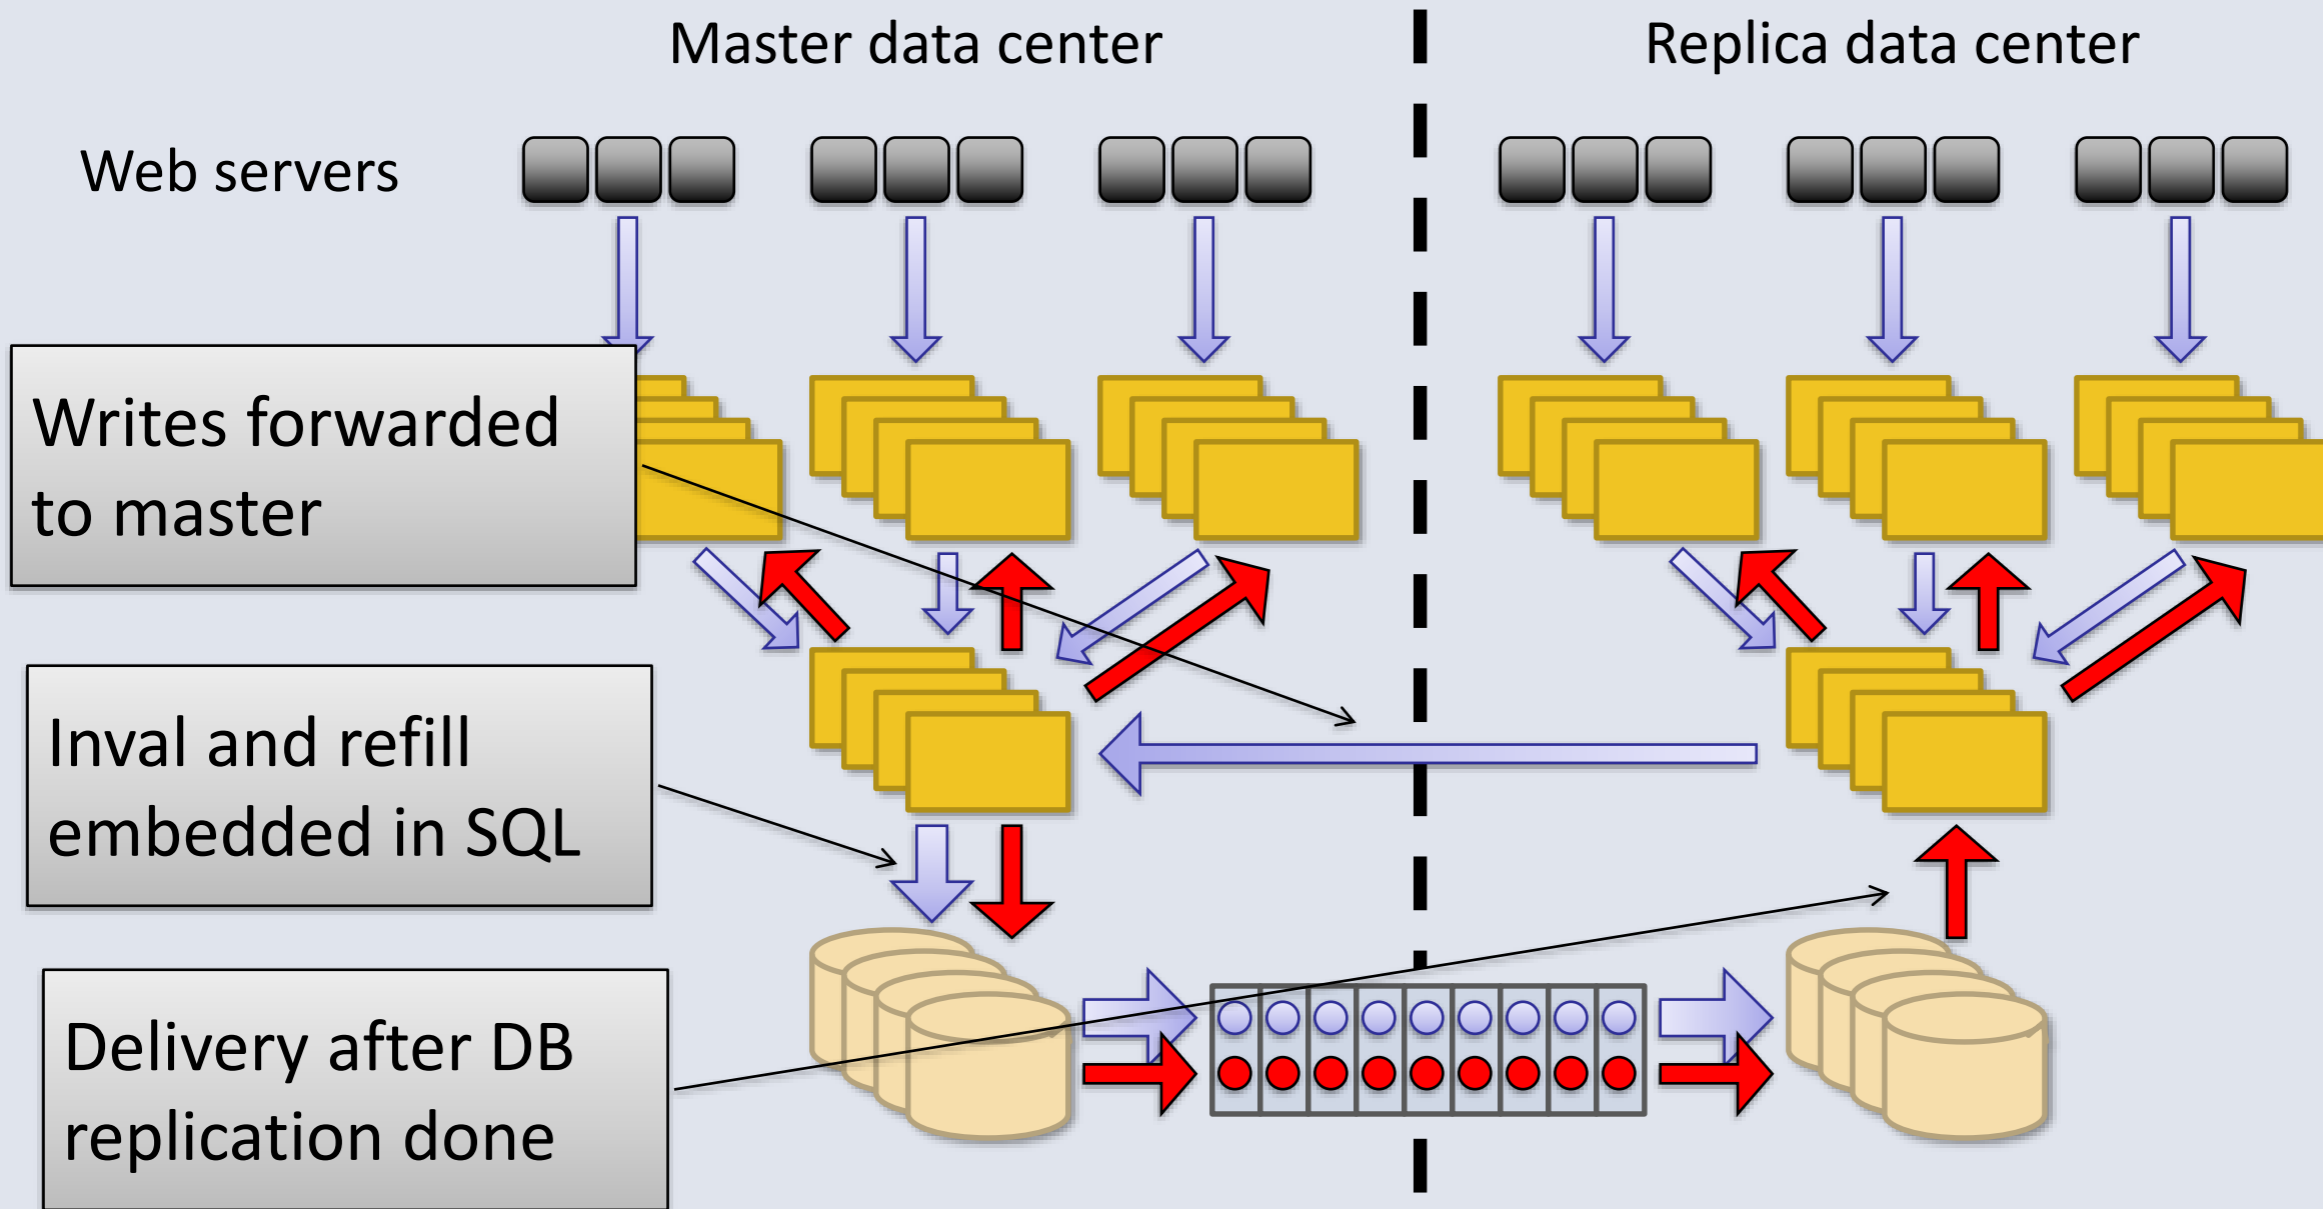 Master data center
Replica data center
Web servers
Writes forwarded
to master
Inval and refill
embedded in SQL
Delivery after DB
replication done